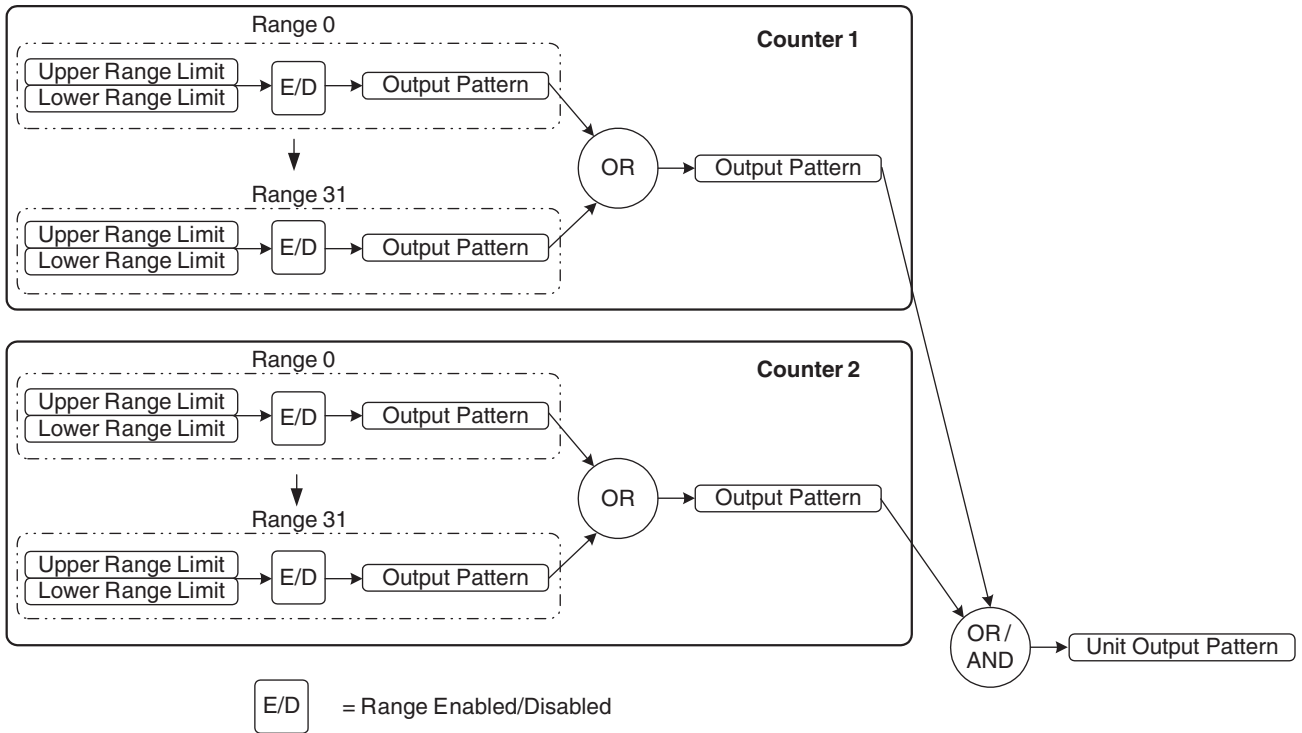 Range 0
Counter 1
Upper Range Limit
Lower Range Limit
E/D
Output Pattern
OR
Output Pattern
Range 31
Upper Range Limit
Lower Range Limit
E/D
Output Pattern
Range 0
Counter 2
Upper Range Limit
Lower Range Limit
E/D
Output Pattern
OR
Output Pattern
Range 31
Upper Range Limit
Lower Range Limit
E/D
Output Pattern
OR /
AND
Unit Output Pattern
E/D
= Range Enabled/Disabled